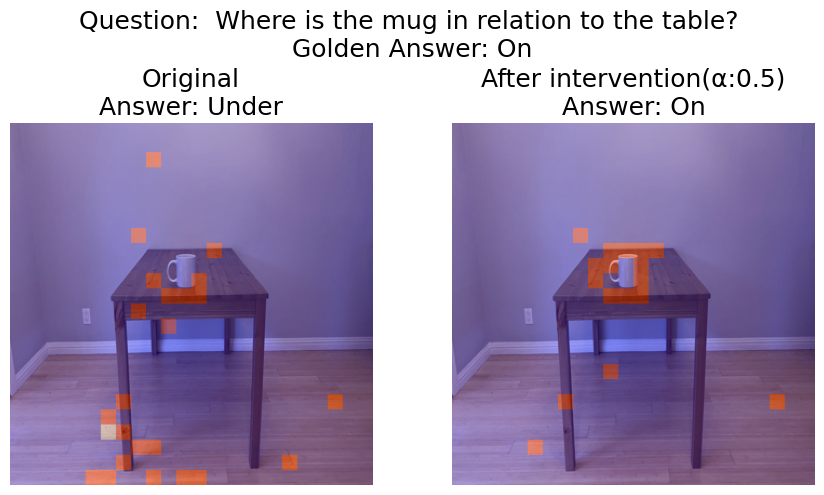 Question:  Where is the mug in relation to the table?
Golden Answer: On
Original
Answer: Under
After intervention(α:0.5)
Answer: On